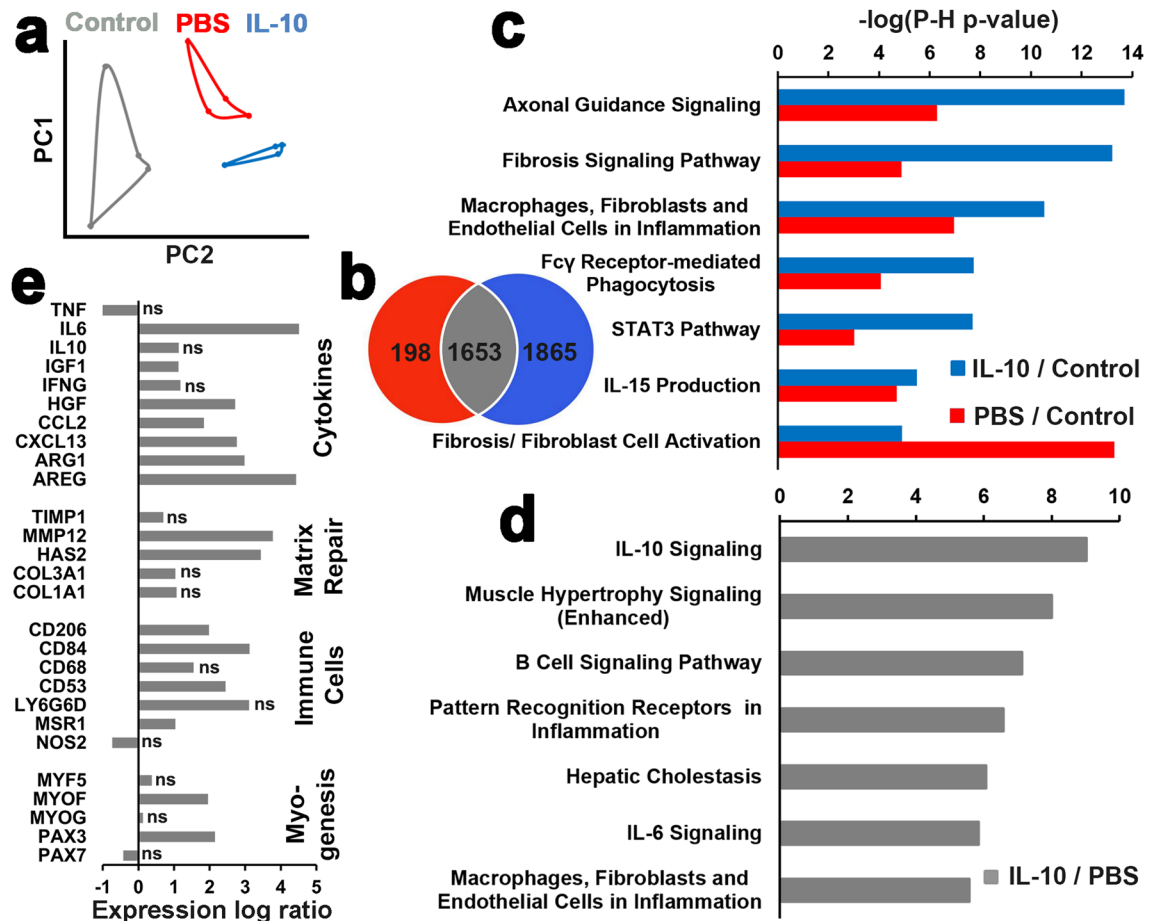 a
Control PBS IL-10
PC1
PC2
b
198 1653 1865
c
-log(P-H p-value)
0 2 4 6 8 10 12 14
Axonal Guidance Signaling
Fibrosis Signaling Pathway
Macrophages, Fibroblasts and
Endothelial Cells in Inflammation
Fcγ Receptor-mediated
Phagocytosis
STAT3 Pathway
IL-15 Production
Fibrosis/ Fibroblast Cell Activation
IL-10 / Control
PBS / Control
d
0 2 4 6 8 10
IL-10 Signaling
Muscle Hypertrophy Signaling
(Enhanced)
B Cell Signaling Pathway
Pattern Recognition Receptors in
Inflammation
Hepatic Cholestasis
IL-6 Signaling
Macrophages, Fibroblasts and
Endothelial Cells in Inflammation
IL-10 / PBS
e
TNF ns
IL6
IL10 ns
IGF1
IFNG ns
HGF
CCL2
CXCL13
ARG1
AREG
Cytokines
TIMP1 ns
MMP12
HAS2
COL3A1 ns
COL1A1 ns
Matrix
Repair
CD206
CD84
CD68 ns
CD53
LY6G6D ns
MSR1
NOS2 ns
Immune
Cells
MYF5 ns
MYOF
MYOG ns
PAX3
PAX7 ns
Myo-
genesis
-1 0 1 2 3 4 5
Expression log ratio